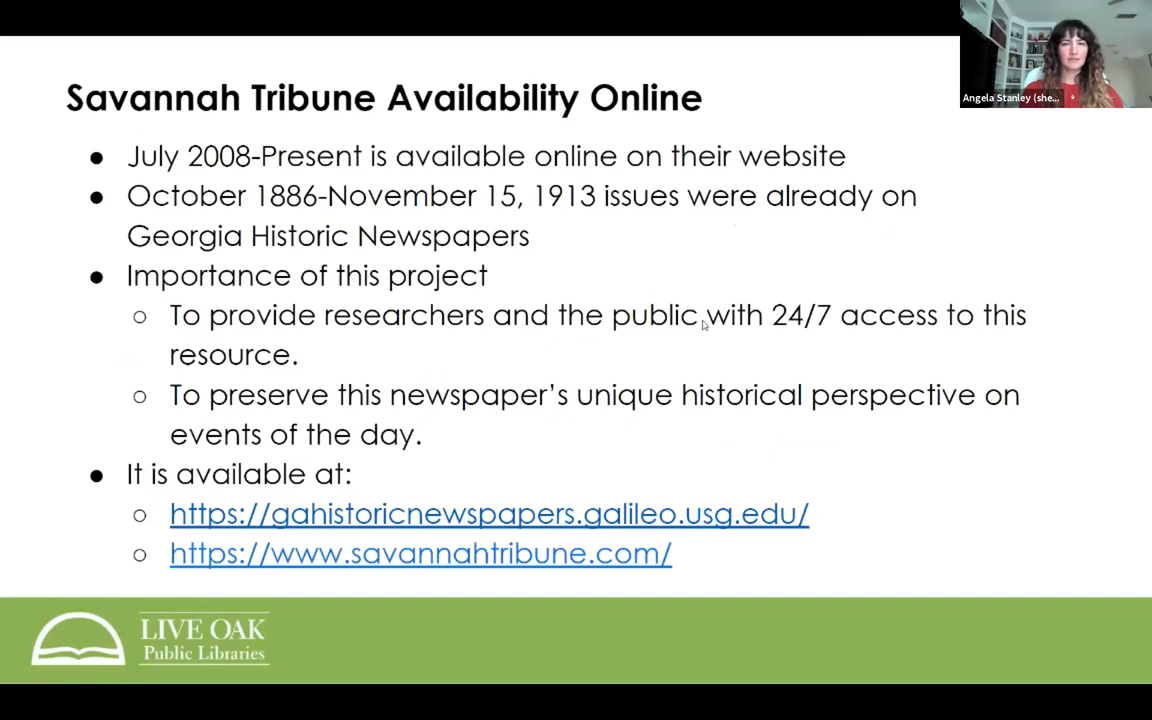 Angela Stanley (she...
Savannah Tribune Availability Online
● July 2008-Present is available online on their website
● October 1886-November 15, 1913 issues were already on
Georgia Historic Newspapers
● Importance of this project
○ To provide researchers and the public with 24/7 access to this
resource.
○ To preserve this newspaper’s unique historical perspective on
events of the day.
● It is available at:
○ https://gahistoricnewspapers.galileo.usg.edu/
○ https://www.savannahtribune.com/
LIVE OAK
Public Libraries